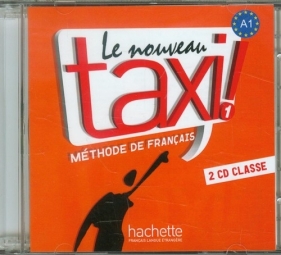 A1
Le nouveau
taxi!
1
MÉTHODE DE FRANÇAIS
2 CD CLASSE
hachette
FRANÇAIS LANGUE ÉTRANGÈRE